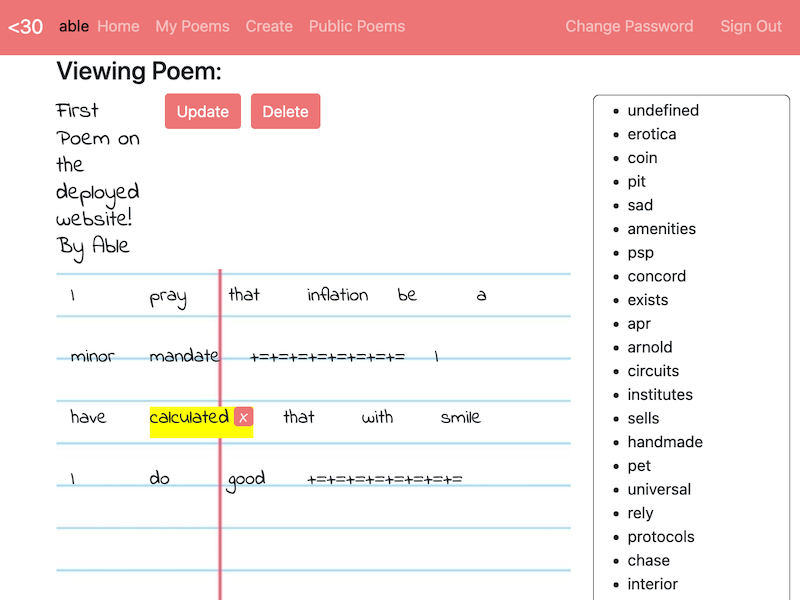 <30 able Home My Poems Create Public Poems Change Password Sign Out
Viewing Poem:
First
Poem on
the
deployed
website!
By Able
Update Delete
I pray that inflation be a
minor mandate +=+=+=+=+=+=+=+= I
have calculated x that with smile
I do good +=+=+=+=+=+=+=+=
undefined
erotica
coin
pit
sad
amenities
psp
concord
exists
apr
arnold
circuits
institutes
sells
handmade
pet
universal
rely
protocols
chase
interior